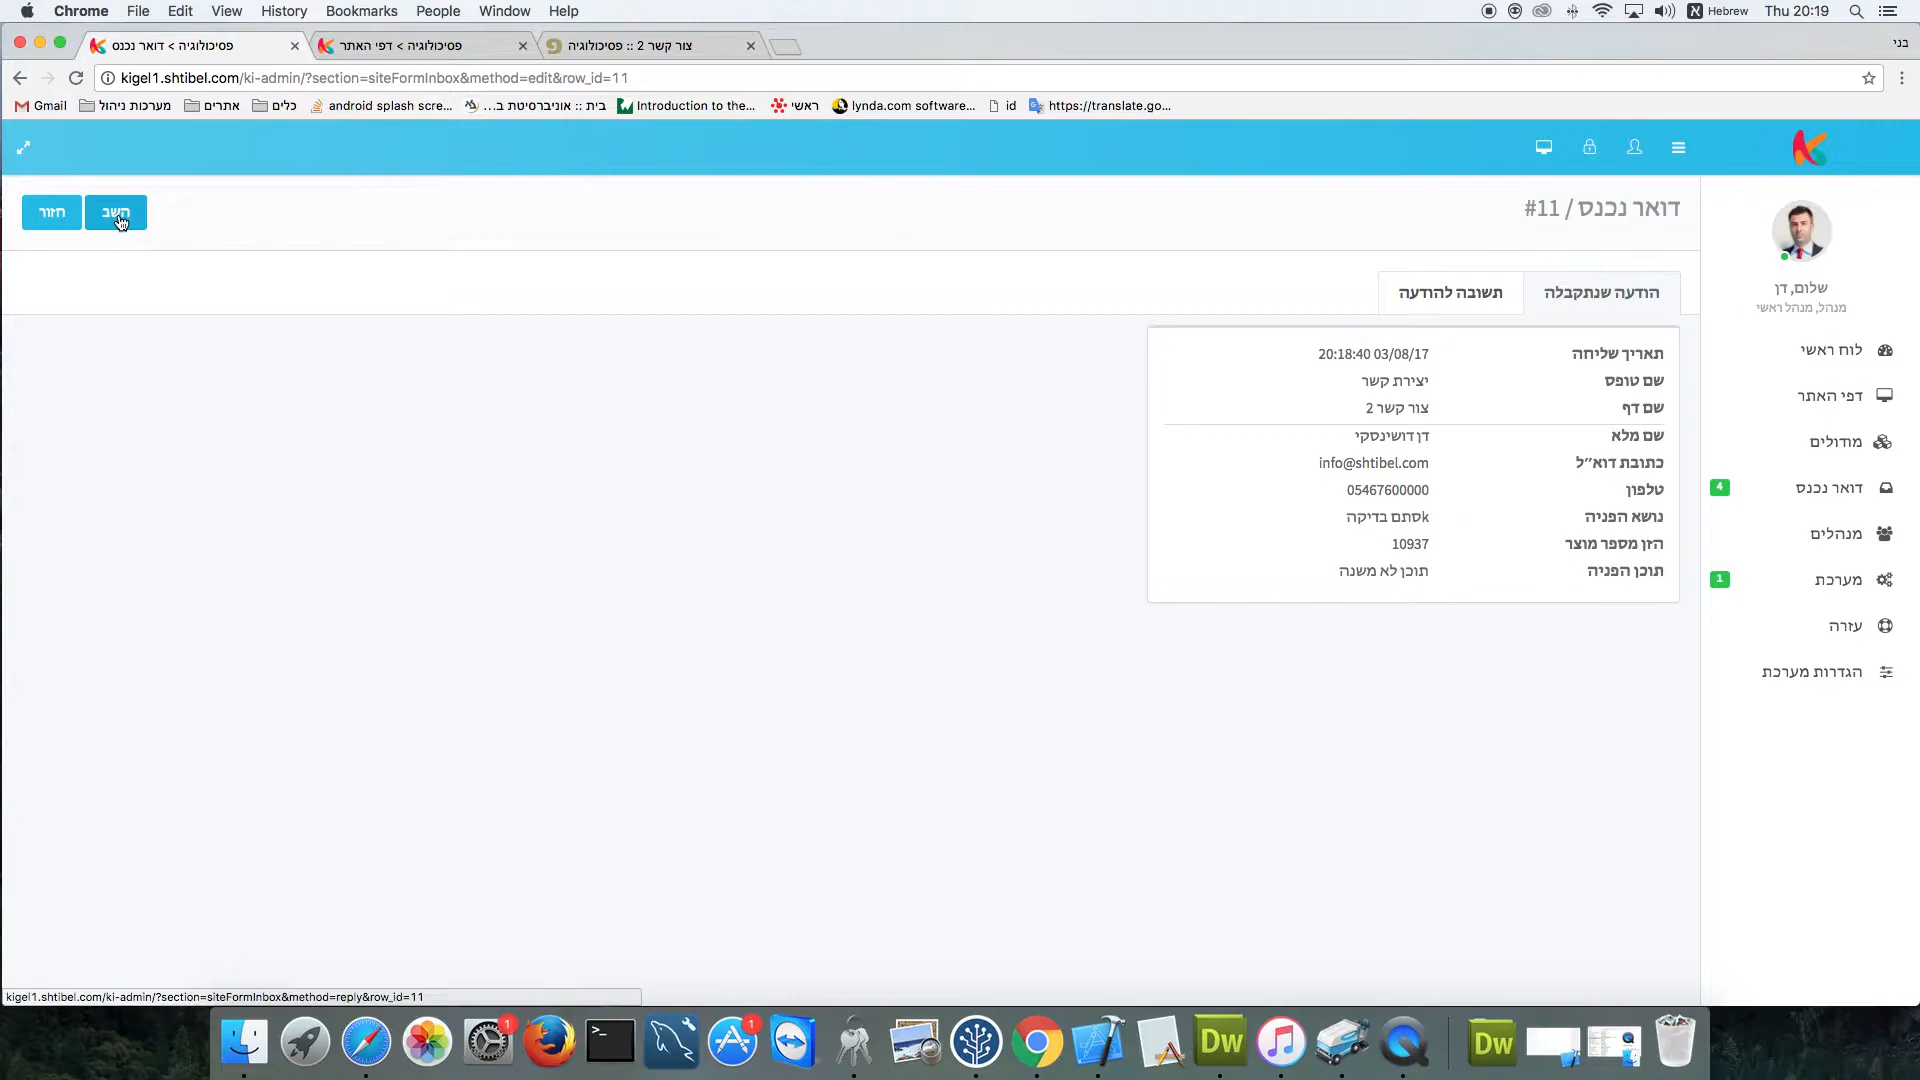 Chrome File Edit View History Bookmarks People Window Help Hebrew Thu 20:19
פסיכולוגיה > דואר נכנס
פסיכולוגיה > דפי האתר
צור קשר 2 :: פסיכולוגיה
בני
kigel1.shtibel.com/ki-admin/?section=siteFormInbox&method=edit&row_id=11
Gmail מערכות ניהול אתרים כלים android splash scre... בית :: אוניברסיטת ב... Introduction to the... ראשי lynda.com software... id https://translate.go...
דואר נכנס / 11#
השב
חזור
הודעה שנתקבלה
תשובה להודעה
תאריך שליחה 03/08/17 20:18:40
שם טופס יצירת קשר
שם דף צור קשר 2
שם מלא דן דושינסקי
כתובת דוא״ל info@shtibel.com
טלפון 05467600000
נושא הפניה kסתם בדיקה
הזן מספר מוצר 10937
תוכן הפניה תוכן לא משנה
שלום, דן
מנהל, מנהל ראשי
לוח ראשי
דפי האתר
מודולים
דואר נכנס 4
מנהלים
מערכת 1
עזרה
הגדרות מערכת
kigel1.shtibel.com/ki-admin/?section=siteFormInbox&method=reply&row_id=11
1
1
Dw
Dw